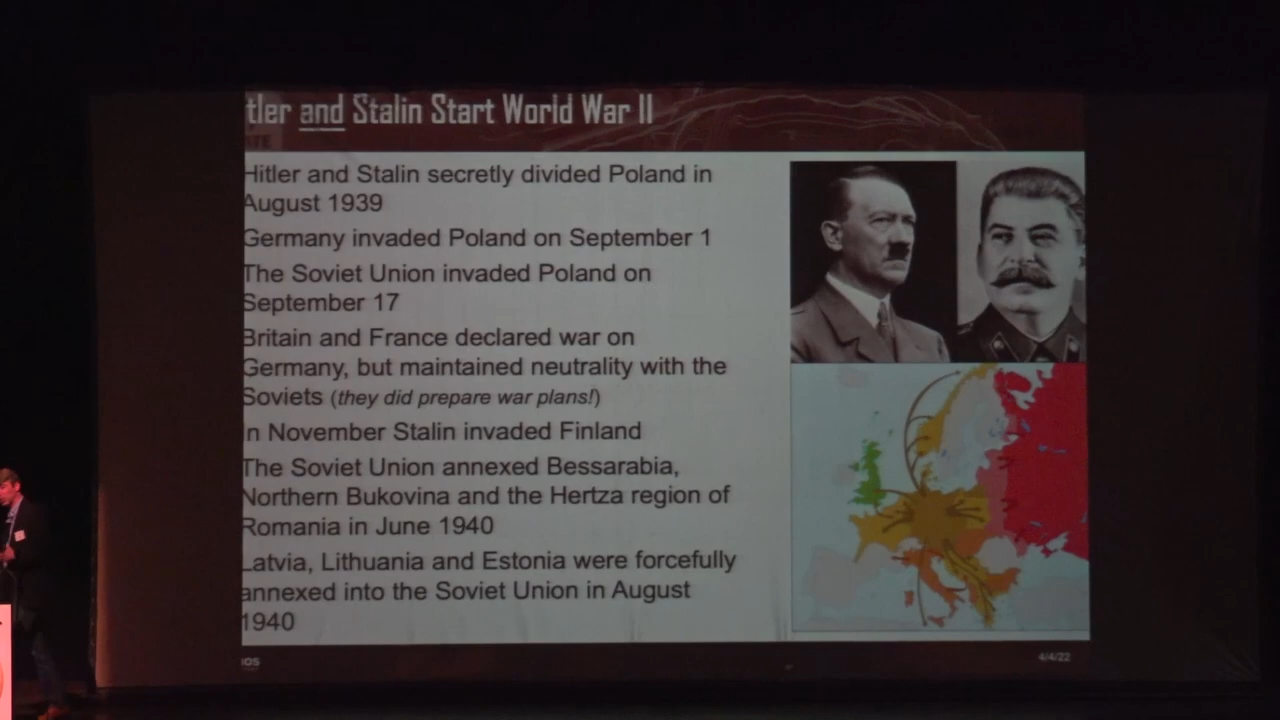 tler and Stalin Start World War II
Hitler and Stalin secretly divided Poland in
August 1939
Germany invaded Poland on September 1
The Soviet Union invaded Poland on
September 17
Britain and France declared war on
Germany, but maintained neutrality with the
Soviets (they did prepare war plans!)
n November Stalin invaded Finland
The Soviet Union annexed Bessarabia,
Northern Bukovina and the Hertza region of
Romania in June 1940
Latvia, Lithuania and Estonia were forcefully
annexed into the Soviet Union in August
1940
4/4/22